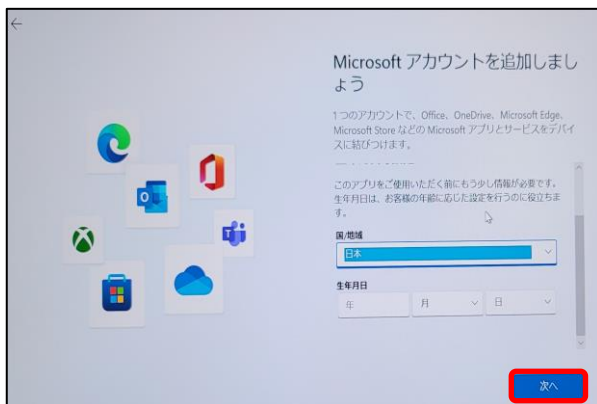 Microsoft アカウントを追加しまし
ょう
1 つのアカウントで、Office、OneDrive、Microsoft Edge、
Microsoft Store などの Microsoft アプリとサービスをデバイ
スに結びつけます。
このアプリをご使用いただく前にもう少し情報が必要です。
生年月日は、お客様の年齢に応じた設定を行うのに役立ちま
す。
国/地域
日本
生年月日
年 月 日
次へ